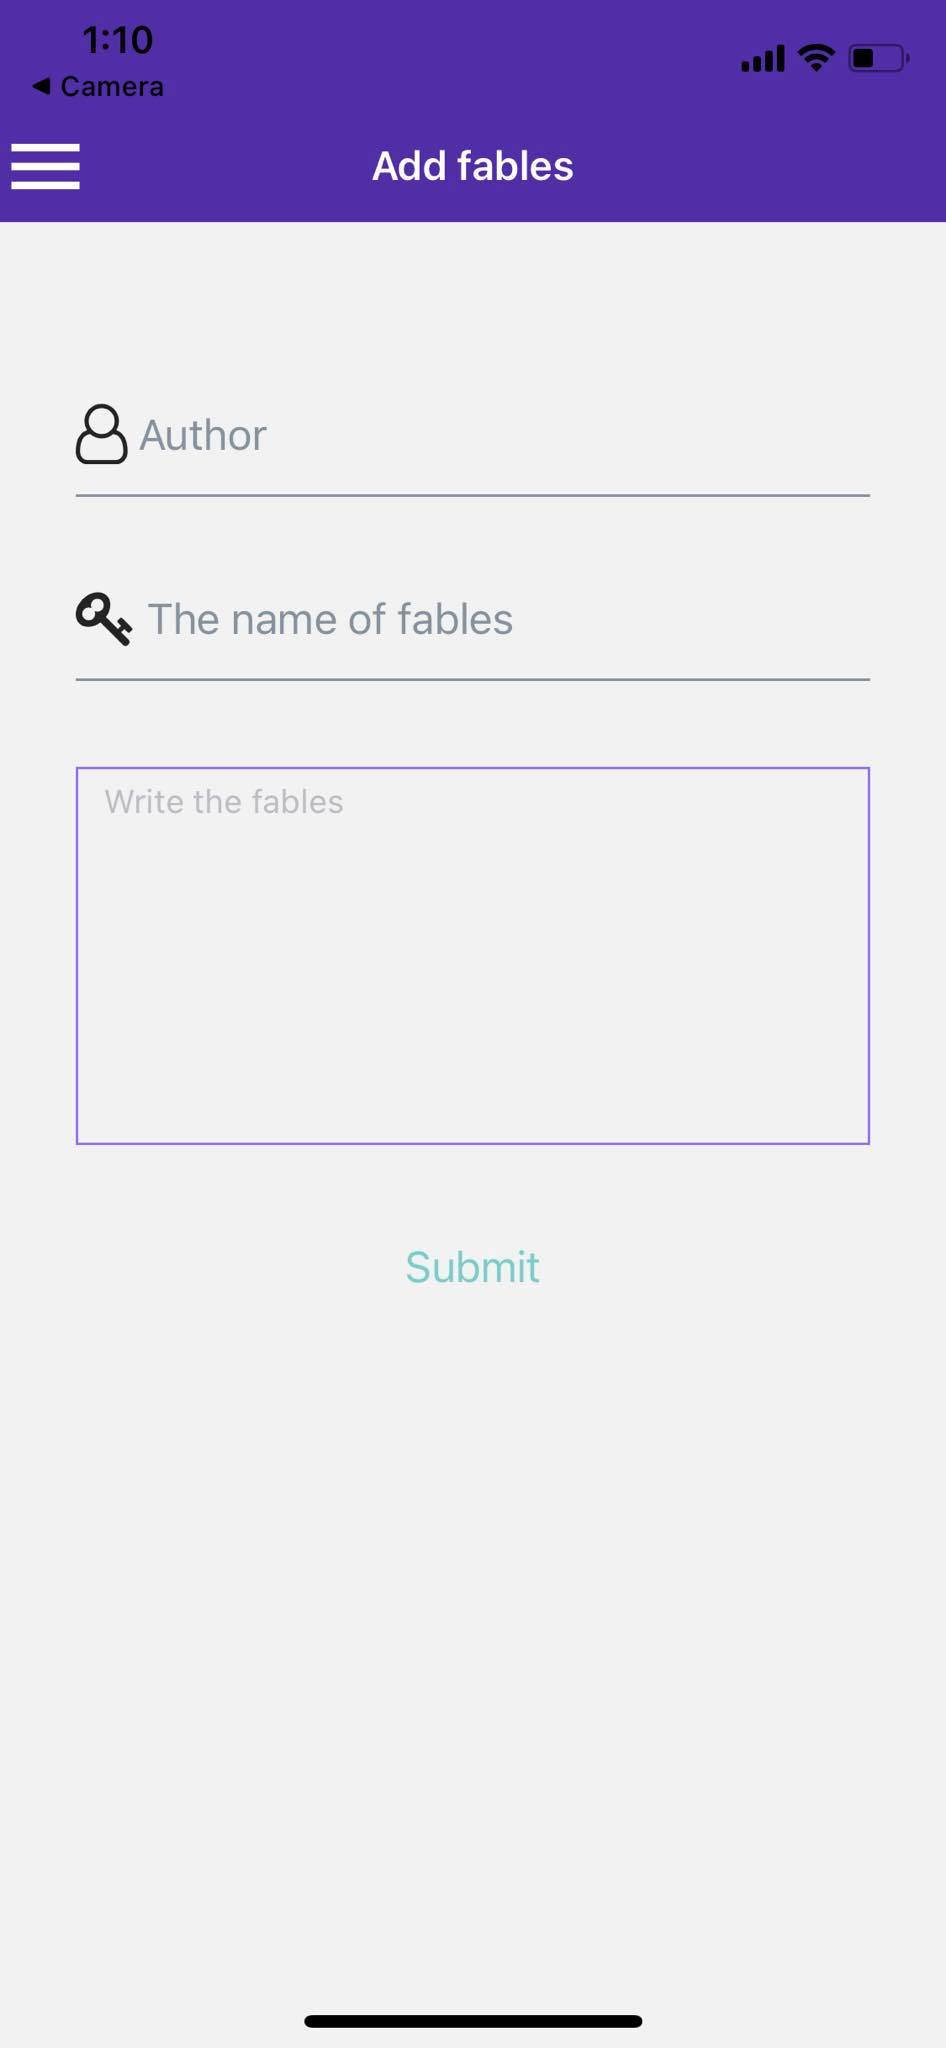 1:10
◀ Camera
Add fables
Author
The name of fables
Write the fables
Submit